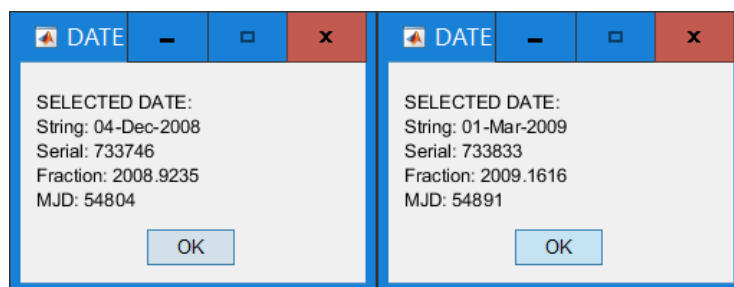 DATE
SELECTED DATE:
String: 04-Dec-2008
Serial: 733746
Fraction: 2008.9235
MJD: 54804
OK
DATE
SELECTED DATE:
String: 01-Mar-2009
Serial: 733833
Fraction: 2009.1616
MJD: 54891
OK